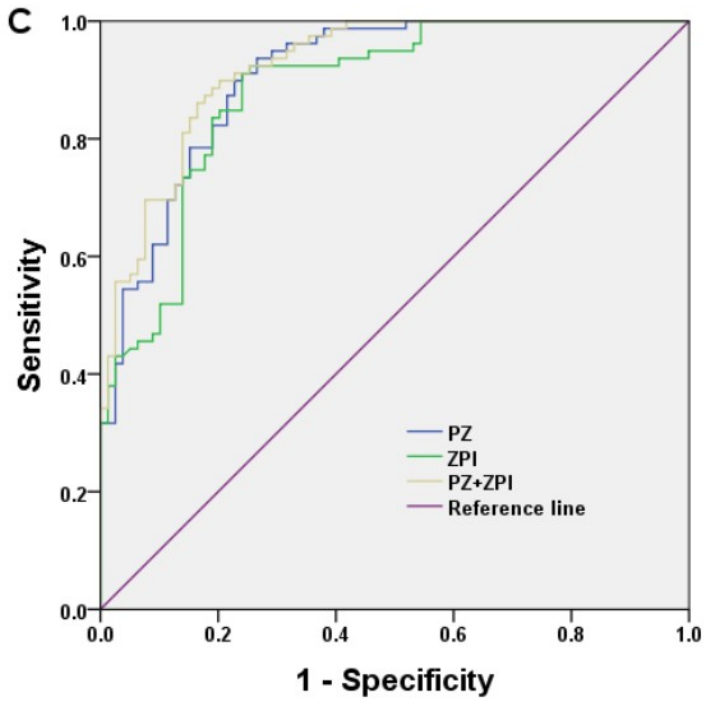 C
Sensitivity
1.0
0.8
0.6
0.4
0.2
0.0
PZ
ZPI
PZ+ZPI
Reference line
0.0 0.2 0.4 0.6 0.8 1.0
1 - Specificity